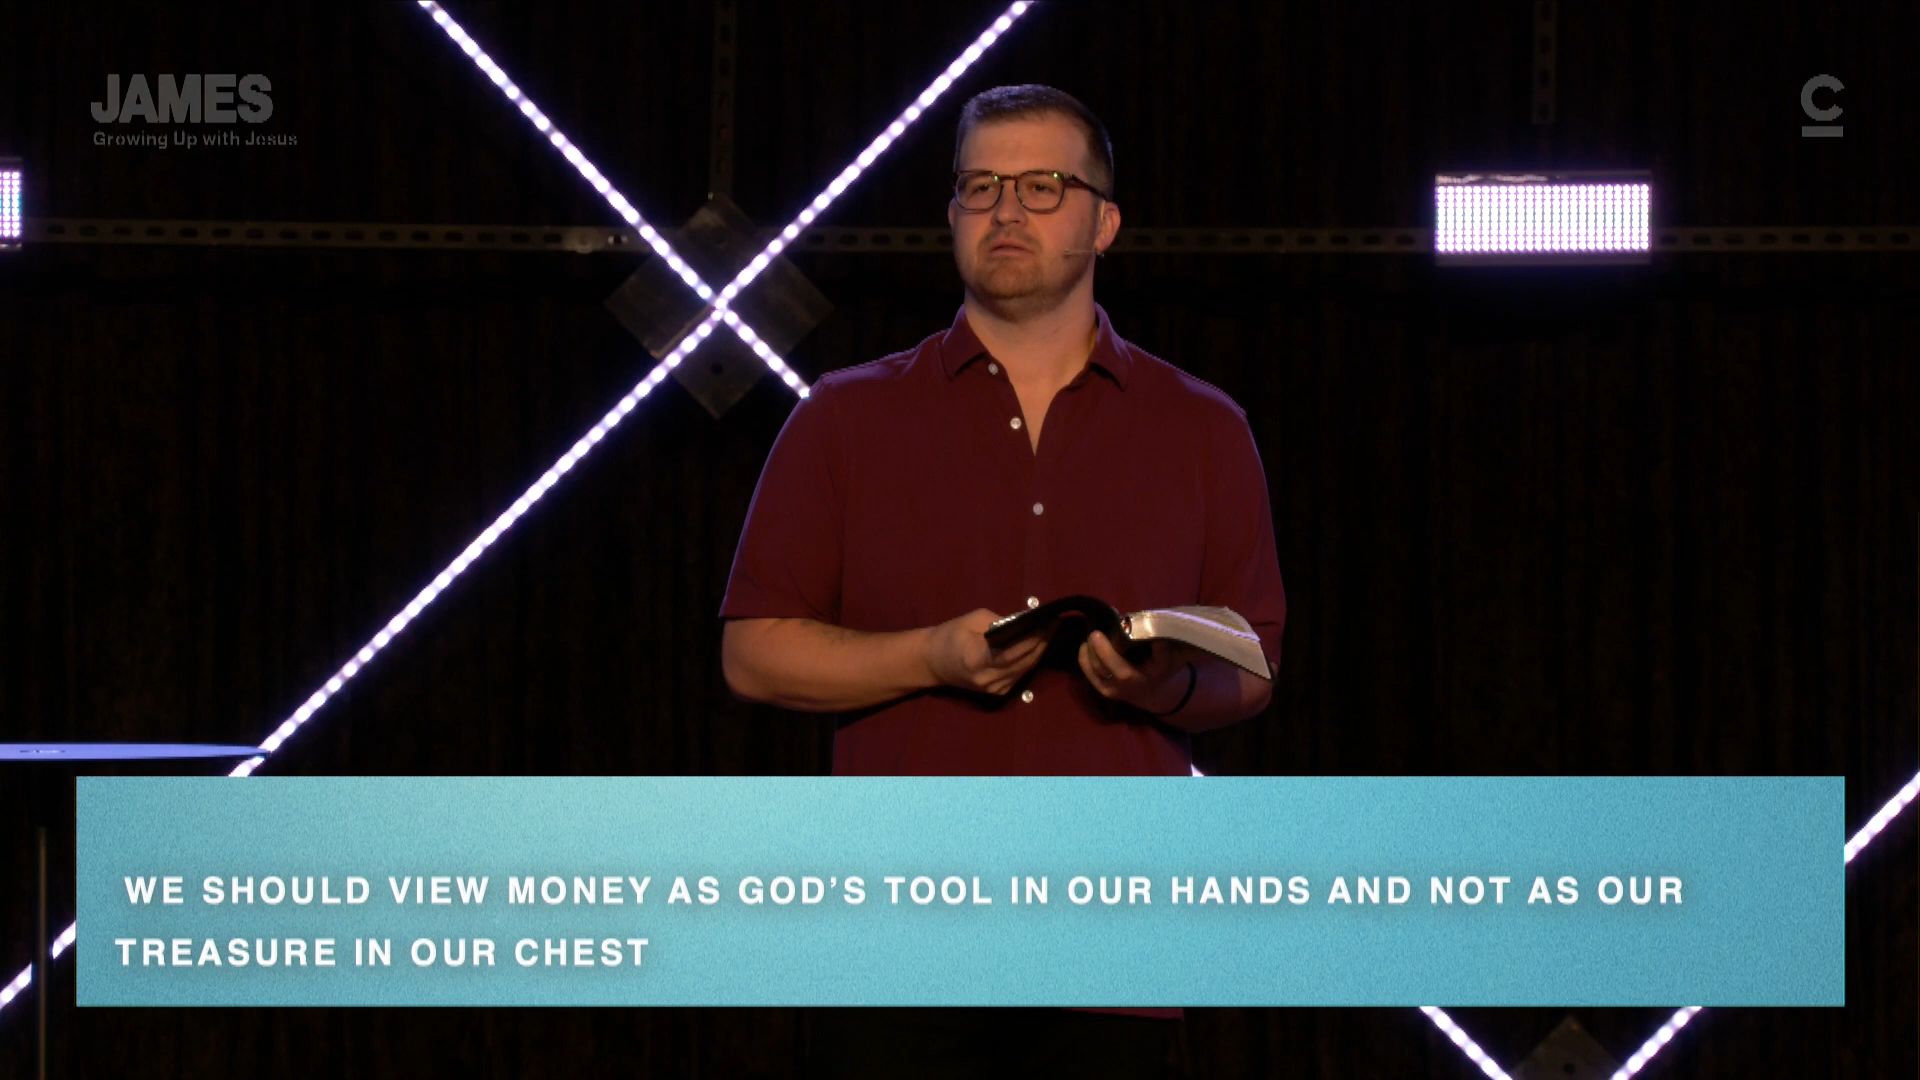 JAMES
Growing Up with Jesus
C
WE SHOULD VIEW MONEY AS GOD’S TOOL IN OUR HANDS AND NOT AS OUR
TREASURE IN OUR CHEST